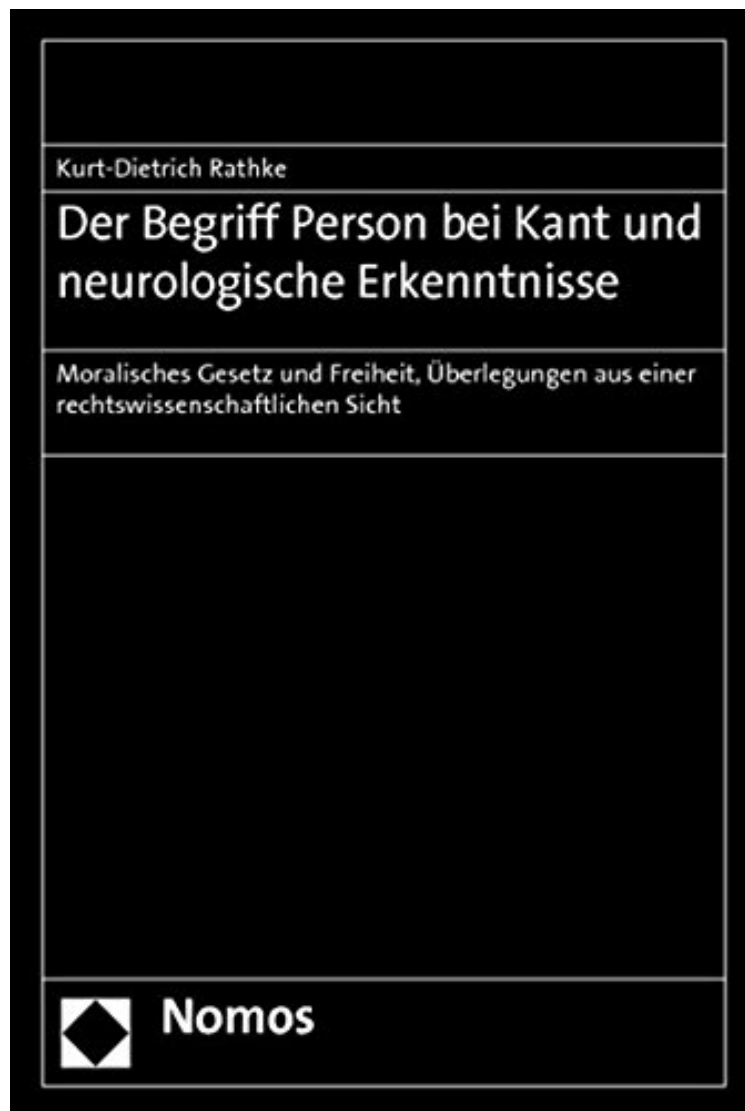 Kurt-Dietrich Rathke
Der Begriff Person bei Kant und
neurologische Erkenntnisse
Moralisches Gesetz und Freiheit, Überlegungen aus einer
rechtswissenschaftlichen Sicht
Nomos